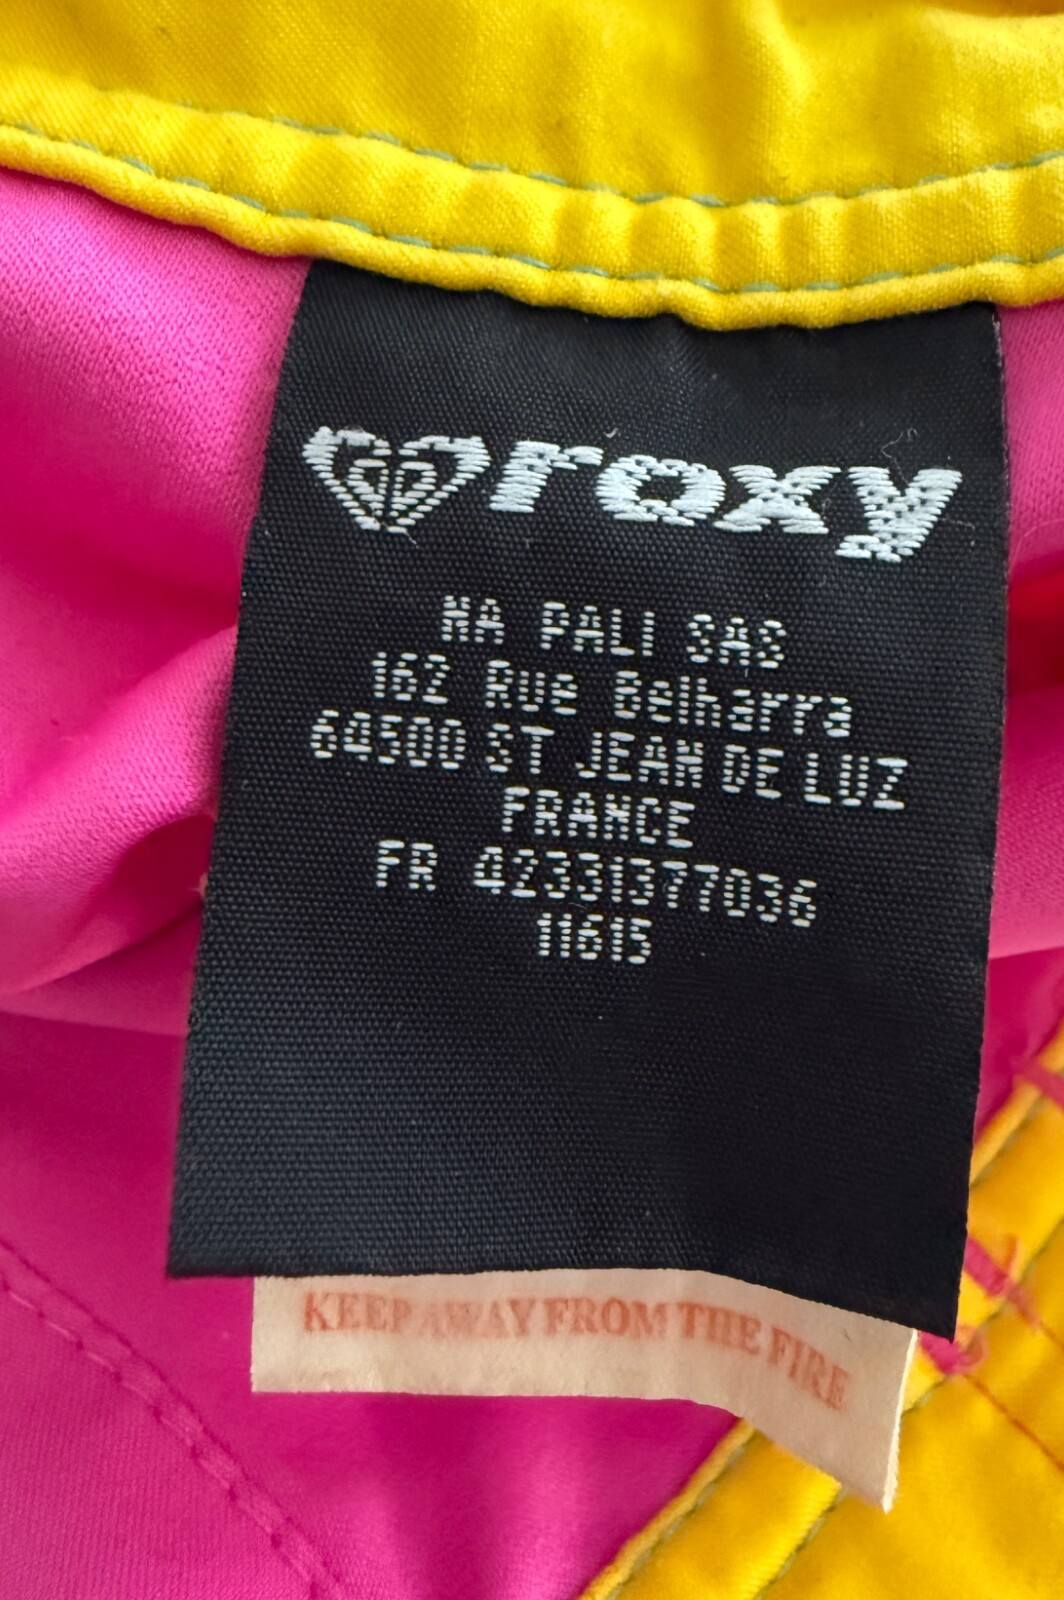 roxy
NA PALI SAS
162 Rue Belharra
64500 ST JEAN DE LUZ
FRANCE
FR 42331377036
11615
KEEP AWAY FROM THE FIRE